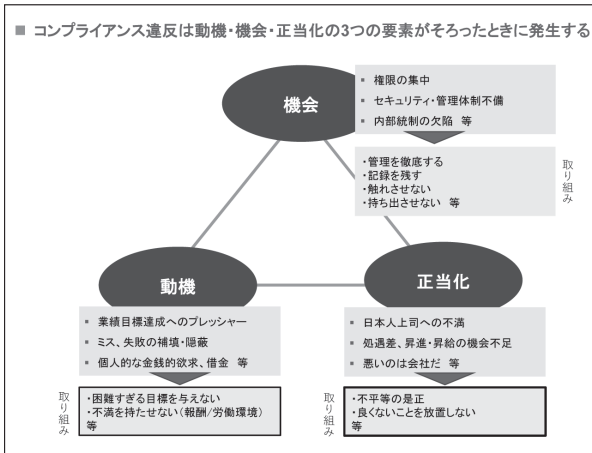 ■ コンプライアンス違反は動機・機会・正当化の3つの要素がそろったときに発生する
機会
▪ 権限の集中
▪ セキュリティ・管理体制不備
▪ 内部統制の欠陥 等
・管理を徹底する
・記録を残す
・触れさせない
・持ち出させない 等
取り組み
動機
▪ 業績目標達成へのプレッシャー
▪ ミス、失敗の補填・隠蔽
▪ 個人的な金銭的欲求、借金 等
取り組み
・困難すぎる目標を与えない
・不満を持たせない(報酬/労働環境)
等
正当化
▪ 日本人上司への不満
▪ 処遇差、昇進・昇給の機会不足
▪ 悪いのは会社だ 等
取り組み
・不平等の是正
・良くないことを放置しない
等